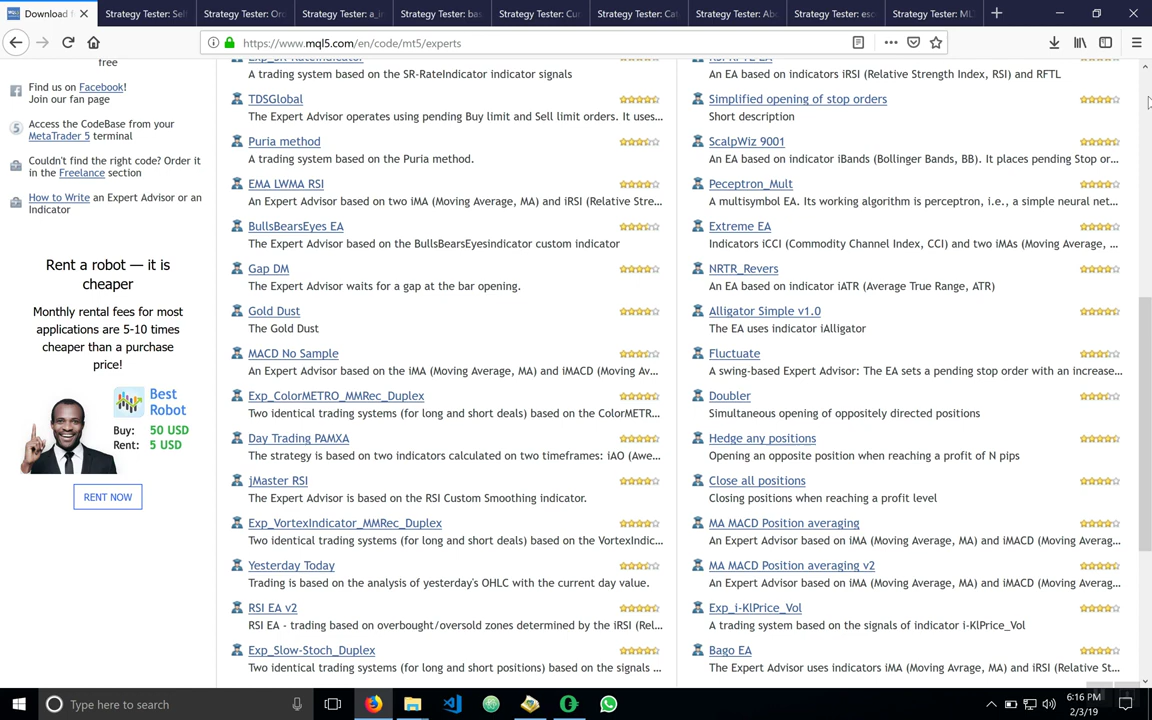 Download f
Strategy Tester: Sel
Strategy Tester: Ord
Strategy Tester: a_in
Strategy Tester: bas
Strategy Tester: Cur
Strategy Tester: Cat
Strategy Tester: Abo
Strategy Tester: esc
Strategy Tester: ML
https://www.mql5.com/en/code/mt5/experts
free
Find us on Facebook!
Join our fan page
Access the CodeBase from your
MetaTrader 5 terminal
Couldn't find the right code? Order it
in the Freelance section
How to Write an Expert Advisor or an
Indicator
Rent a robot — it is
cheaper
Monthly rental fees for most
applications are 5-10 times
cheaper than a purchase
price!
Best
Robot
Buy: 50 USD
Rent: 5 USD
RENT NOW
Exp_SR-RateIndicator
A trading system based on the SR-RateIndicator indicator signals
TDSGlobal
The Expert Advisor operates using pending Buy limit and Sell limit orders. It uses...
Puria method
A trading system based on the Puria method.
EMA LWMA RSI
An Expert Advisor based on two iMA (Moving Average, MA) and iRSI (Relative Stre...
BullsBearsEyes EA
The Expert Advisor based on the BullsBearsEyesindicator custom indicator
Gap DM
The Expert Advisor waits for a gap at the bar opening.
Gold Dust
The Gold Dust
MACD No Sample
An Expert Advisor based on the iMA (Moving Average, MA) and iMACD (Moving Av...
Exp_ColorMETRO_MMRec_Duplex
Two identical trading systems (for long and short deals) based on the ColorMETR...
Day Trading PAMXA
The strategy is based on two indicators calculated on two timeframes: iAO (Awe...
jMaster RSI
The Expert Advisor is based on the RSI Custom Smoothing indicator.
Exp_VortexIndicator_MMRec_Duplex
Two identical trading systems (for long and short deals) based on the VortexIndic...
Yesterday Today
Trading is based on the analysis of yesterday's OHLC with the current day value.
RSI EA v2
RSI EA - trading based on overbought/oversold zones determined by the iRSI (Rel...
Exp_Slow-Stoch_Duplex
Two identical trading systems (for long and short positions) based on the signals ...
An EA based on indicators iRSI (Relative Strength Index, RSI) and RFTL
Simplified opening of stop orders
Short description
ScalpWiz 9001
An EA based on indicator iBands (Bollinger Bands, BB). It places pending Stop or...
Peceptron_Mult
A multisymbol EA. Its working algorithm is perceptron, i.e., a simple neural net...
Extreme EA
Indicators iCCI (Commodity Channel Index, CCI) and two iMAs (Moving Average, ...
NRTR_Revers
An EA based on indicator iATR (Average True Range, ATR)
Alligator Simple v1.0
The EA uses indicator iAlligator
Fluctuate
A swing-based Expert Advisor: The EA sets a pending stop order with an increase...
Doubler
Simultaneous opening of oppositely directed positions
Hedge any positions
Opening an opposite position when reaching a profit of N pips
Close all positions
Closing positions when reaching a profit level
MA MACD Position averaging
An Expert Advisor based on iMA (Moving Average, MA) and iMACD (Moving Averag...
MA MACD Position averaging v2
An Expert Advisor based on iMA (Moving Average, MA) and iMACD (Moving Averag...
Exp_i-KlPrice_Vol
A trading system based on the signals of indicator i-KlPrice_Vol
Bago EA
The Expert Advisor uses indicators iMA (Moving Avrage, MA) and iRSI (Relative St...
Type here to search
6:16 PM
2/3/19